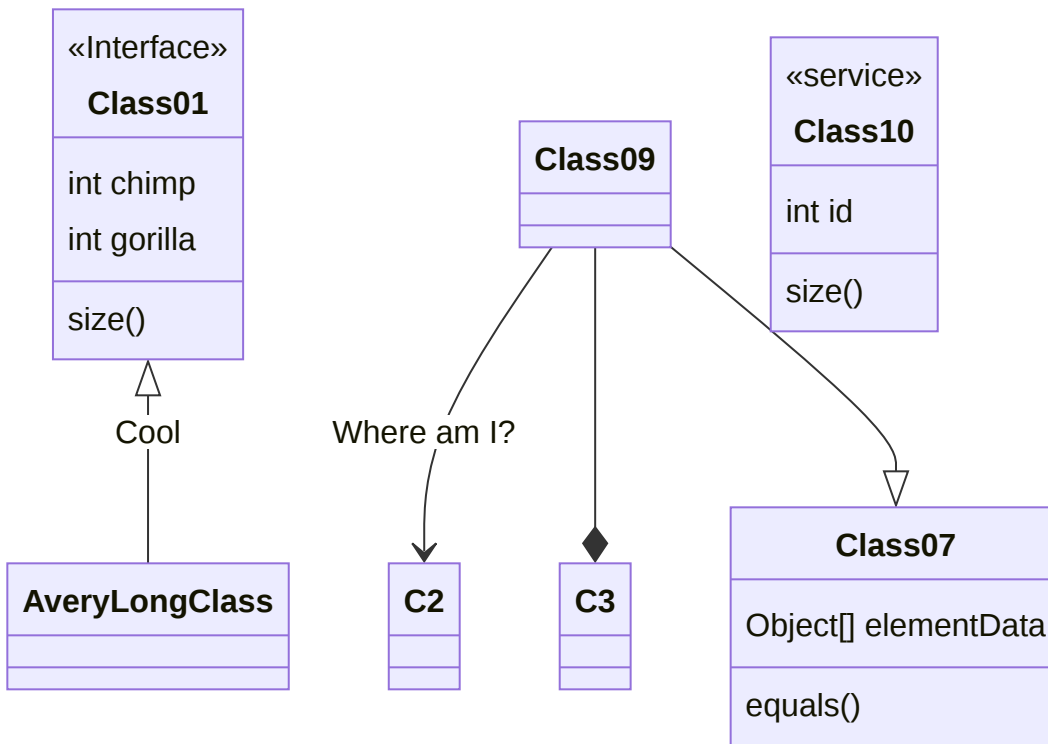 «Interface»
Class01
int chimp
int gorilla
size()
Cool
AveryLongClass
Class09
Where am I?
C2
C3
«service»
Class10
int id
size()
Class07
Object[] elementData
equals()